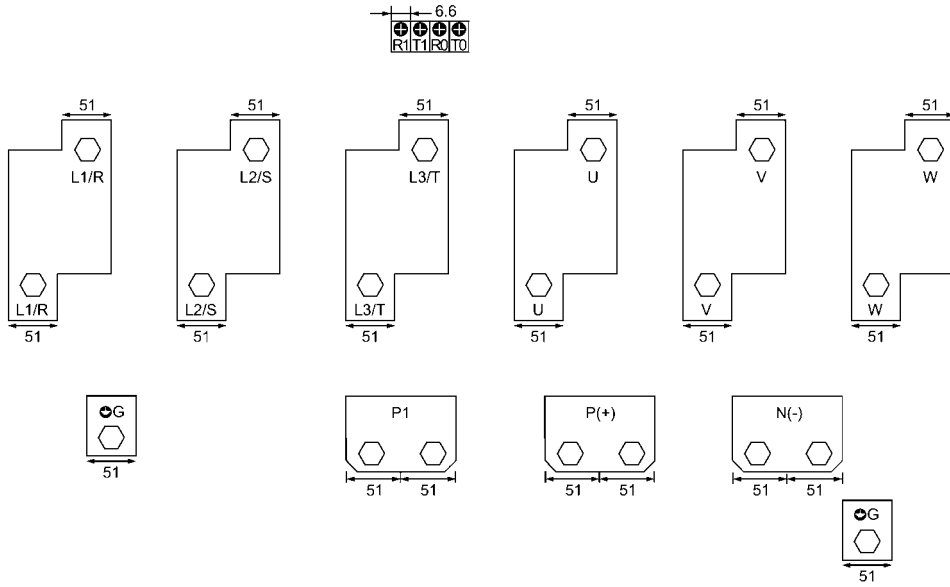 6.6
R1 T1 R0 T0
51 51 51 51 51 51
L1/R L2/S L3/T U V W
L1/R L2/S L3/T U V W
51 51 51 51 51 51
G P1 P(+) N(-)
51 51 51 51 51 51 51
G
51